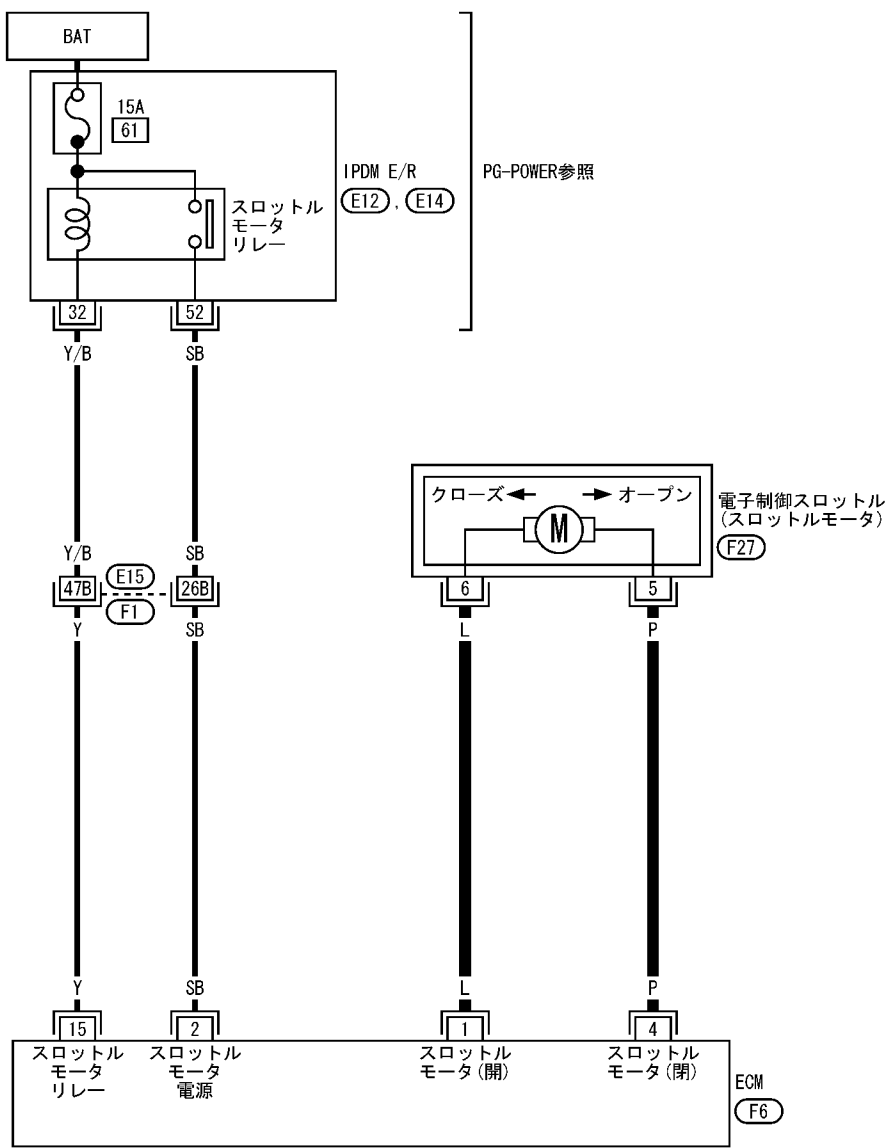 BAT
15A
61
IPDM E/R
E12 , E14
PG-POWER参照
スロットル
モータ
リレー
32
52
Y/B
SB
クローズ
オープン
M
電子制御スロットル
(スロットルモータ)
F27
Y/B
SB
47B
E15
26B
F1
6
5
Y
SB
L
P
Y
SB
L
P
15
2
1
4
スロットル
モータ
リレー
スロットル
モータ
電源
スロットル
モータ(開)
スロットル
モータ(閉)
ECM
F6